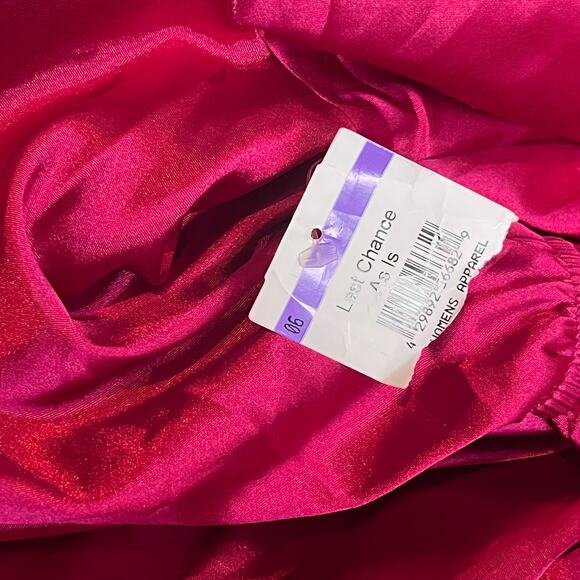 06
Last Chance
As Is
WOMENS APPAREL